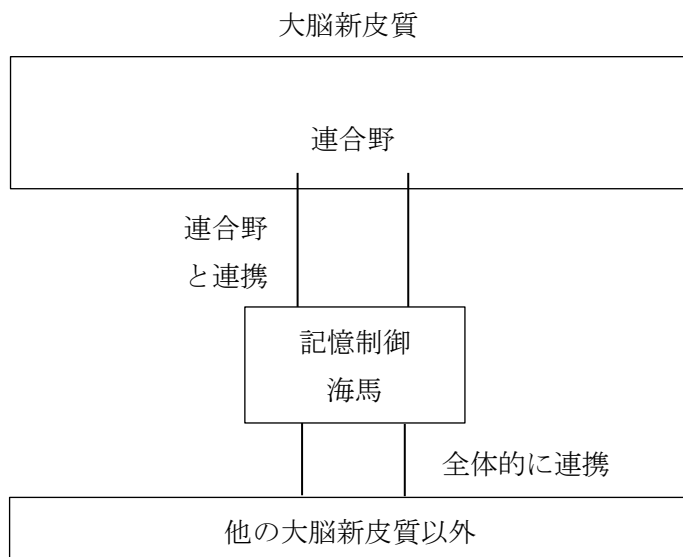 大脳新皮質
連合野
連合野
と連携
記憶制御
海馬
全体的に連携
他の大脳新皮質以外